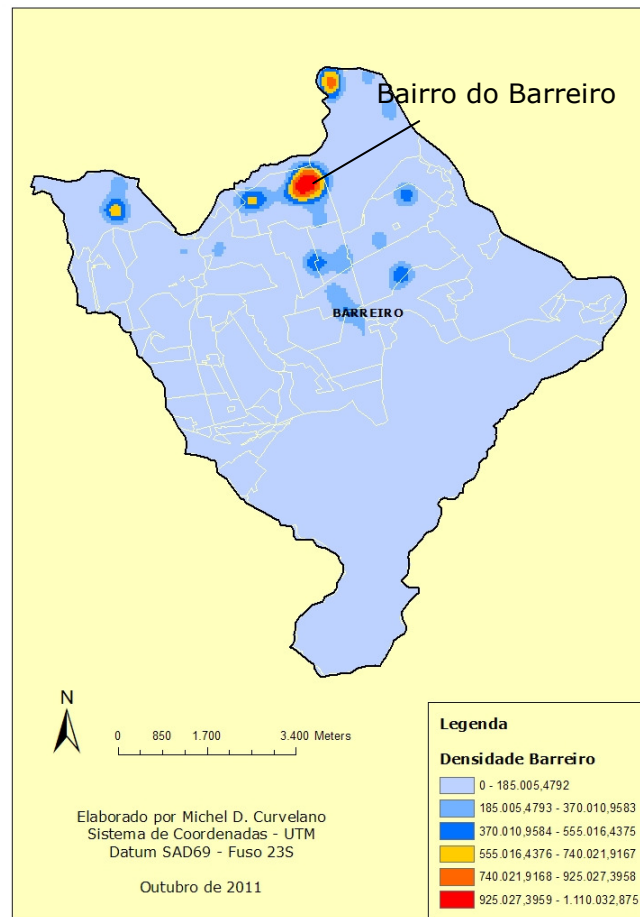 Bairro do Barreiro
BARREIRO
N
0 850 1.700 3.400 Meters
Elaborado por Michel D. Curvelano
Sistema de Coordenadas - UTM
Datum SAD69 - Fuso 23S
Outubro de 2011
Legenda
Densidade Barreiro
0 - 185.005,4792
185.005,4793 - 370.010,9583
370.010,9584 - 555.016,4375
555.016,4376 - 740.021,9167
740.021,9168 - 925.027,3958
925.027,3959 - 1.110.032,875